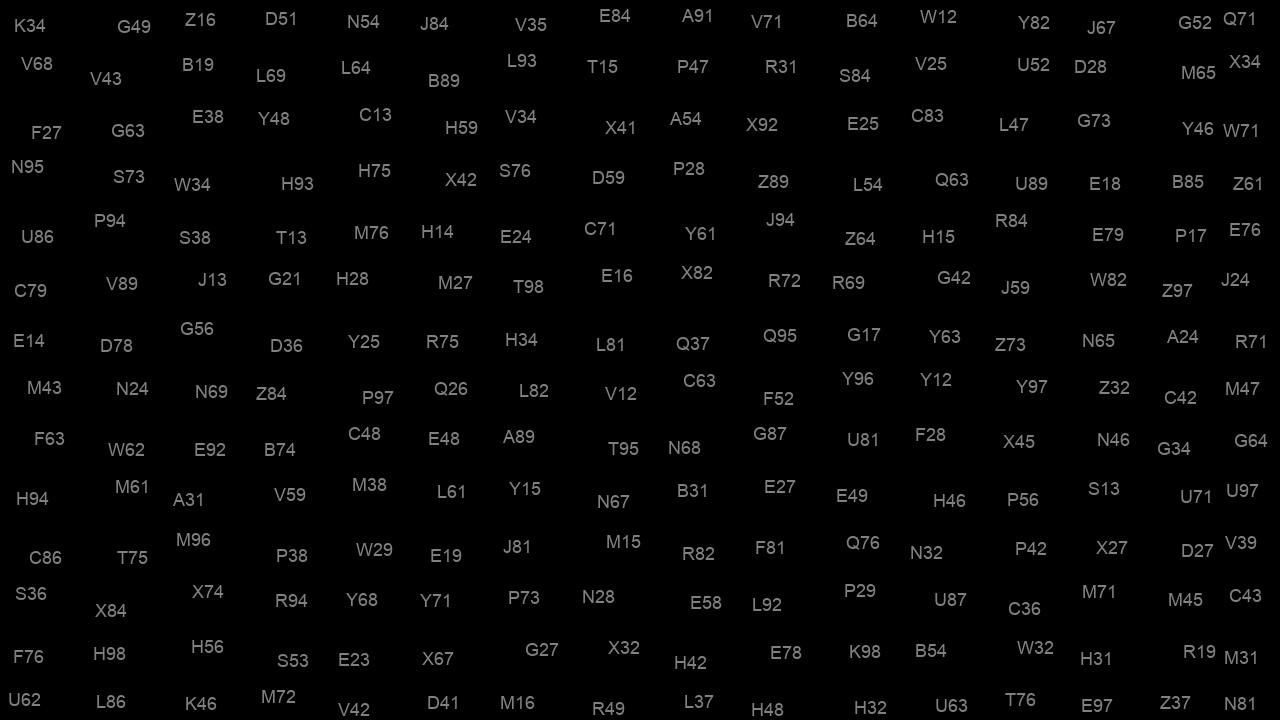 K34 G49 Z16 D51 N54 J84 V35 E84 A91 V71 B64 W12 Y82 J67 G52 Q71
V68 V43 B19 L69 L64 B89 L93 T15 P47 R31 S84 V25 U52 D28 M65 X34
F27 G63 E38 Y48 C13 H59 V34 X41 A54 X92 E25 C83 L47 G73 Y46 W71
N95 S73 W34 H93 H75 X42 S76 D59 P28 Z89 L54 Q63 U89 E18 B85 Z61
U86 P94 S38 T13 M76 H14 E24 C71 Y61 J94 Z64 H15 R84 E79 P17 E76
C79 V89 J13 G21 H28 M27 T98 E16 X82 R72 R69 G42 J59 W82 Z97 J24
E14 D78 G56 D36 Y25 R75 H34 L81 Q37 Q95 G17 Y63 Z73 N65 A24 R71
M43 N24 N69 Z84 P97 Q26 L82 V12 C63 F52 Y96 Y12 Y97 Z32 C42 M47
F63 W62 E92 B74 C48 E48 A89 T95 N68 G87 U81 F28 X45 N46 G34 G64
H94 M61 A31 V59 M38 L61 Y15 N67 B31 E27 E49 H46 P56 S13 U71 U97
C86 T75 M96 P38 W29 E19 J81 M15 R82 F81 Q76 N32 P42 X27 D27 V39
S36 X84 X74 R94 Y68 Y71 P73 N28 E58 L92 P29 U87 C36 M71 M45 C43
F76 H98 H56 S53 E23 X67 G27 X32 H42 E78 K98 B54 W32 H31 R19 M31
U62 L86 K46 M72 V42 D41 M16 R49 L37 H48 H32 U63 T76 E97 Z37 N81